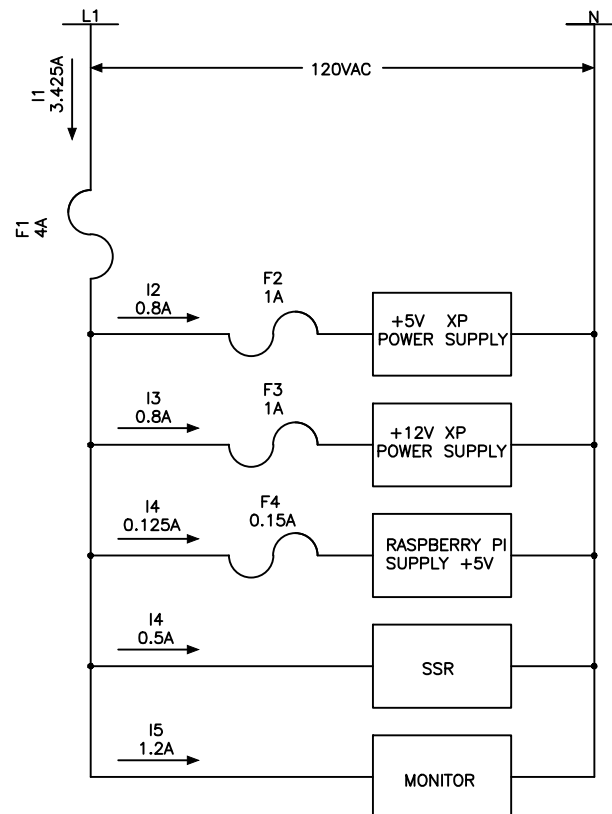 L1
N
120VAC
I1
3.425A
F1
4A
I2
0.8A
F2
1A
+5V XP
POWER SUPPLY
I3
0.8A
F3
1A
+12V XP
POWER SUPPLY
I4
0.125A
F4
0.15A
RASPBERRY PI
SUPPLY +5V
I4
0.5A
SSR
I5
1.2A
MONITOR